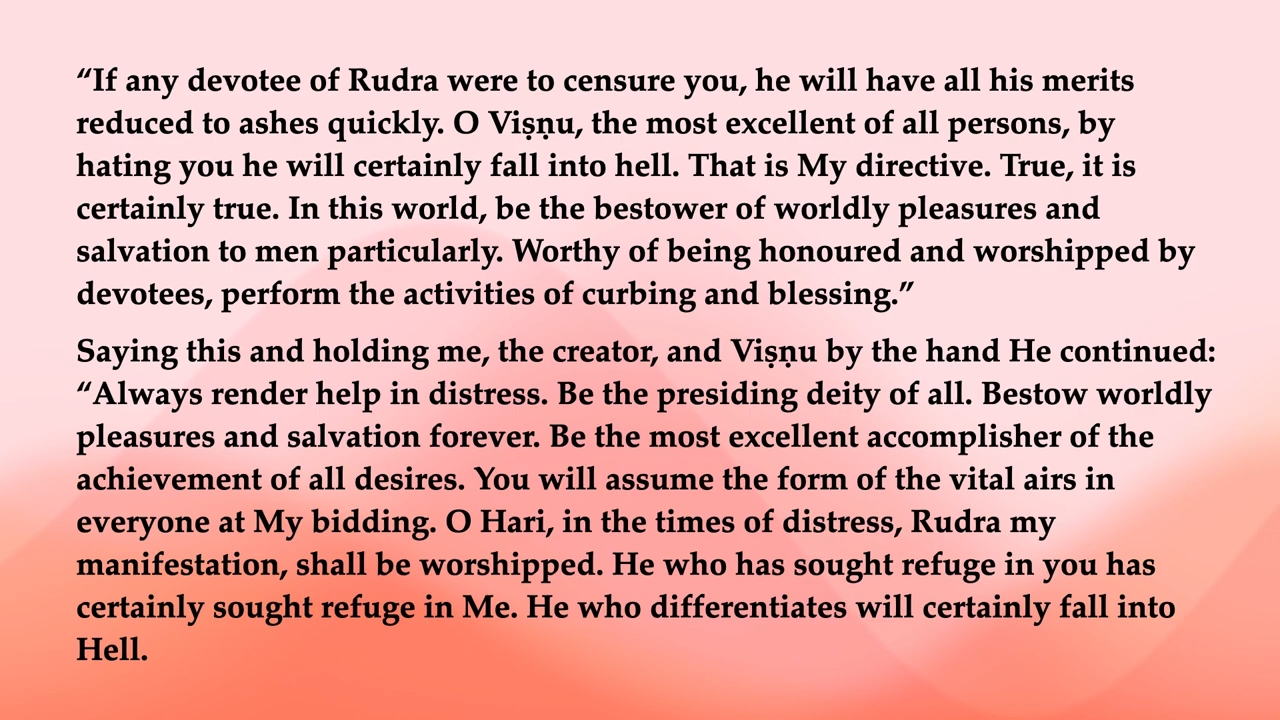 “If any devotee of Rudra were to censure you, he will have all his merits
reduced to ashes quickly. O Viṣṇu, the most excellent of all persons, by
hating you he will certainly fall into hell. That is My directive. True, it is
certainly true. In this world, be the bestower of worldly pleasures and
salvation to men particularly. Worthy of being honoured and worshipped by
devotees, perform the activities of curbing and blessing.”
Saying this and holding me, the creator, and Viṣṇu by the hand He continued:
“Always render help in distress. Be the presiding deity of all. Bestow worldly
pleasures and salvation forever. Be the most excellent accomplisher of the
achievement of all desires. You will assume the form of the vital airs in
everyone at My bidding. O Hari, in the times of distress, Rudra my
manifestation, shall be worshipped. He who has sought refuge in you has
certainly sought refuge in Me. He who differentiates will certainly fall into
Hell.